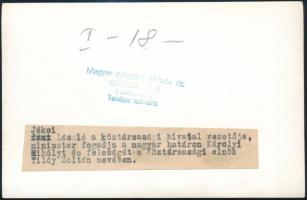 I - 18 -
Magyar Központi Híradó Rt.
Telefon:
Jékei
László a köztársasági hivatal vezetője,
miniszter fogadja a magyar határon Károlyi
Mihályt és feleségét a köztársasági elnök
Tildy Zoltán nevében.